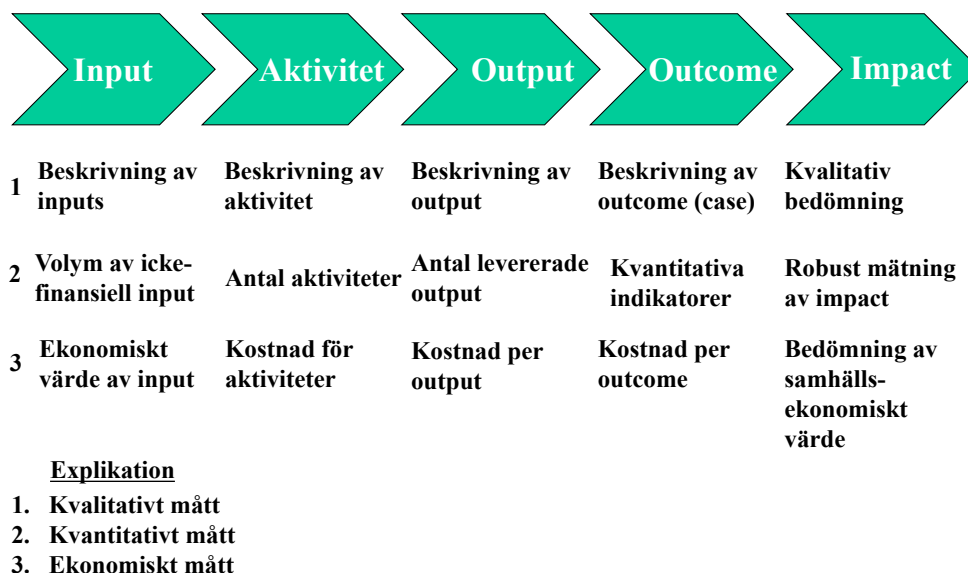 Input Aktivitet Output Outcome Impact
1 Beskrivning av Beskrivning av Beskrivning av Beskrivning av Kvalitativ
inputs aktivitet output outcome (case) bedömning
2 Volym av icke- Antal aktiviteter Antal levererade Kvantitativa Robust mätning
finansiell input output indikatorer av impact
3 Ekonomiskt Kostnad för Kostnad per Kostnad per Bedömning av
värde av input aktiviteter output outcome samhälls-
ekonomiskt
värde
Explikation
1. Kvalitativt mått
2. Kvantitativt mått
3. Ekonomiskt mått